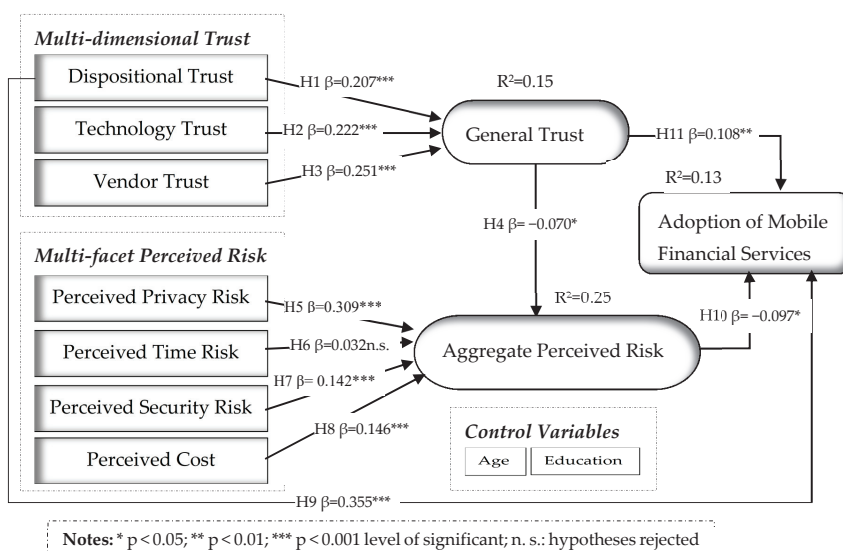 Multi-dimensional Trust
Dispositional Trust
Technology Trust
Vendor Trust
H1 β=0.207***
H2 β=0.222***
H3 β=0.251***
R²=0.15
General Trust
H11 β=0.108**
R²=0.13
Adoption of Mobile
Financial Services
H4 β= −0.070*
Multi-facet Perceived Risk
Perceived Privacy Risk
Perceived Time Risk
Perceived Security Risk
Perceived Cost
H5 β=0.309***
H6 β=0.032n.s.
H7 β= 0.142***
H8 β=0.146***
R²=0.25
Aggregate Perceived Risk
H10 β= −0.097*
Control Variables
Age
Education
H9 β=0.355***
Notes: * p < 0.05; ** p < 0.01; *** p < 0.001 level of significant; n. s.: hypotheses rejected